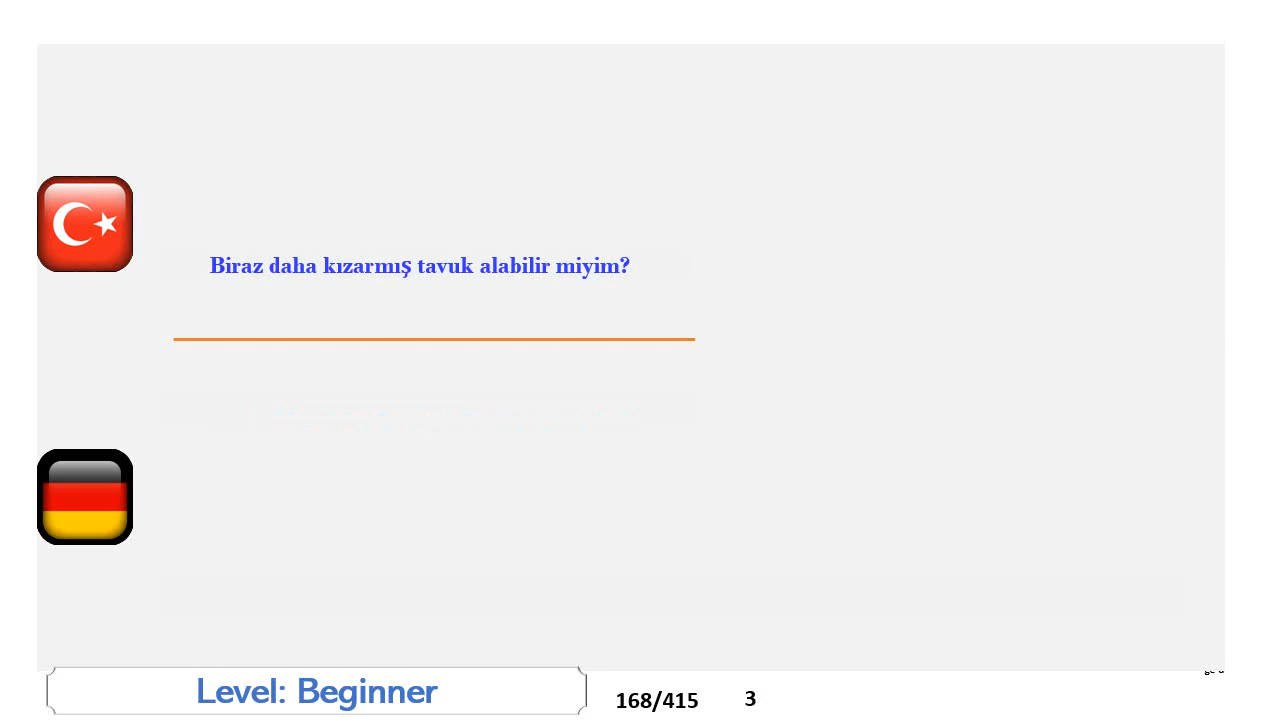 Biraz daha kızarmış tavuk alabilir miyim?
Level: Beginner
168/415
3